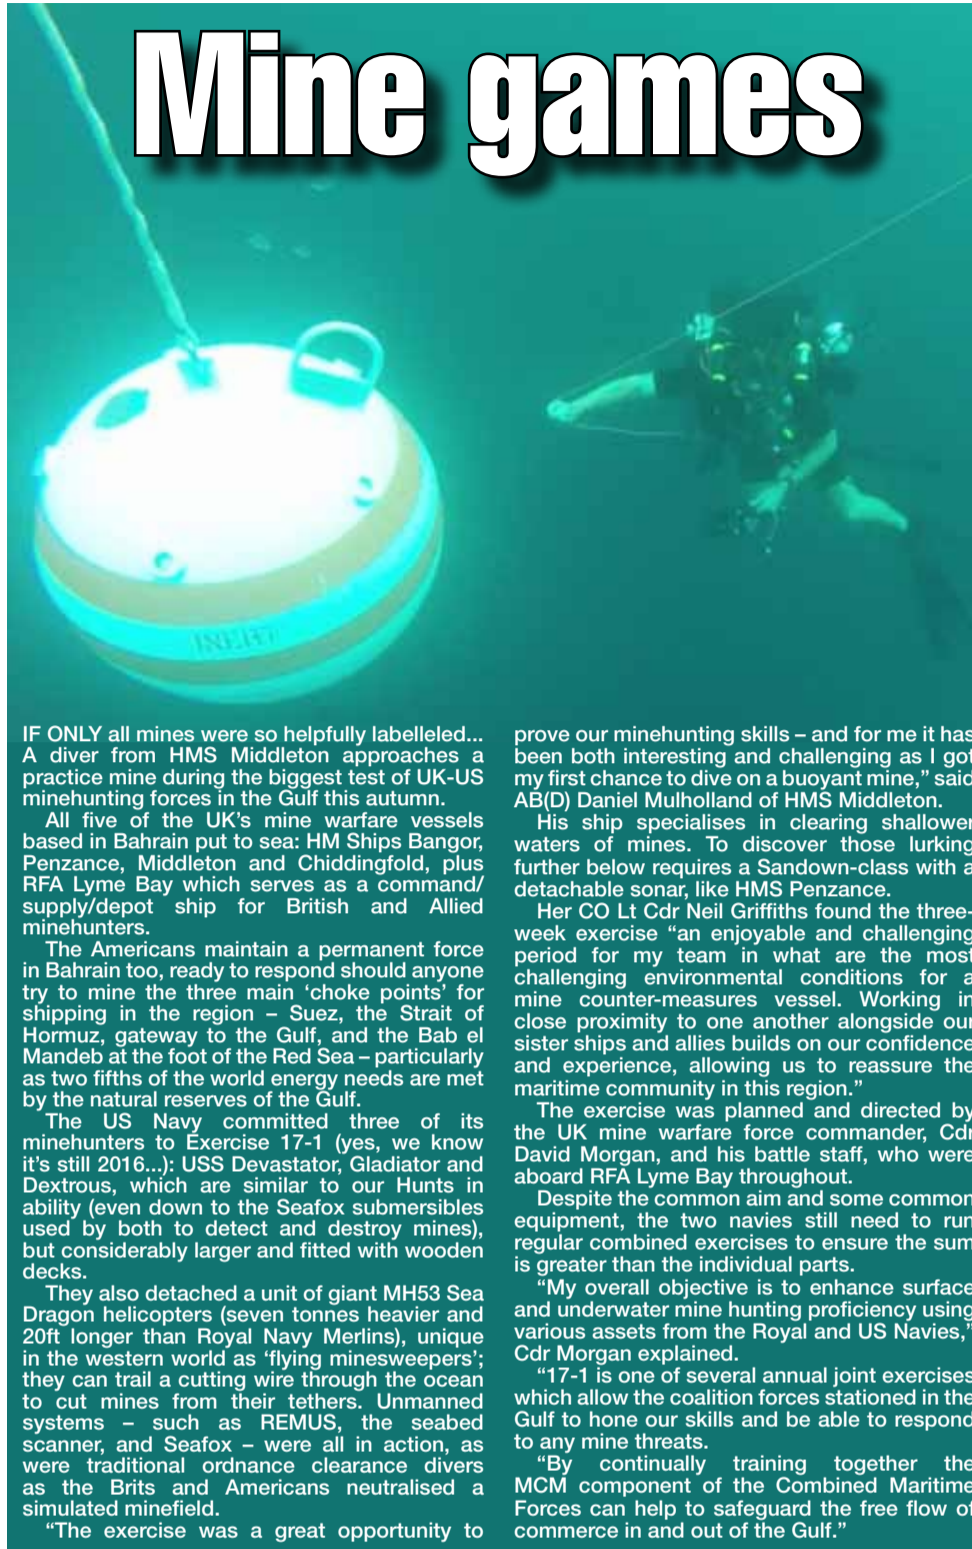 Mine games
INERT
IF ONLY all mines were so helpfully labelleled...
A diver from HMS Middleton approaches a
practice mine during the biggest test of UK-US
minehunting forces in the Gulf this autumn.
All five of the UK's mine warfare vessels
based in Bahrain put to sea: HM Ships Bangor,
Penzance, Middleton and Chiddingfold, plus
RFA Lyme Bay which serves as a command/
supply/depot ship for British and Allied
minehunters.
The Americans maintain a permanent force
in Bahrain too, ready to respond should anyone
try to mine the three main ‘choke points’ for
shipping in the region – Suez, the Strait of
Hormuz, gateway to the Gulf, and the Bab el
Mandeb at the foot of the Red Sea – particularly
as two fifths of the world energy needs are met
by the natural reserves of the Gulf.
The US Navy committed three of its
minehunters to Exercise 17-1 (yes, we know
it's still 2016...): USS Devastator, Gladiator and
Dextrous, which are similar to our Hunts in
ability (even down to the Seafox submersibles
used by both to detect and destroy mines),
but considerably larger and fitted with wooden
decks.
They also detached a unit of giant MH53 Sea
Dragon helicopters (seven tonnes heavier and
20ft longer than Royal Navy Merlins), unique
in the western world as ‘flying minesweepers’;
they can trail a cutting wire through the ocean
to cut mines from their tethers. Unmanned
systems – such as REMUS, the seabed
scanner, and Seafox – were all in action, as
were traditional ordnance clearance divers
as the Brits and Americans neutralised a
simulated minefield.
“The exercise was a great opportunity to
prove our minehunting skills – and for me it has
been both interesting and challenging as I got
my first chance to dive on a buoyant mine,” said
AB(D) Daniel Mulholland of HMS Middleton.
His ship specialises in clearing shallower
waters of mines. To discover those lurking
further below requires a Sandown-class with a
detachable sonar, like HMS Penzance.
Her CO Lt Cdr Neil Griffiths found the three-
week exercise “an enjoyable and challenging
period for my team in what are the most
challenging environmental conditions for a
mine counter-measures vessel. Working in
close proximity to one another alongside our
sister ships and allies builds on our confidence
and experience, allowing us to reassure the
maritime community in this region.”
The exercise was planned and directed by
the UK mine warfare force commander, Cdr
David Morgan, and his battle staff, who were
aboard RFA Lyme Bay throughout.
Despite the common aim and some common
equipment, the two navies still need to run
regular combined exercises to ensure the sum
is greater than the individual parts.
“My overall objective is to enhance surface
and underwater mine hunting proficiency using
various assets from the Royal and US Navies,”
Cdr Morgan explained.
“17-1 is one of several annual joint exercises
which allow the coalition forces stationed in the
Gulf to hone our skills and be able to respond
to any mine threats.
“By continually training together the
MCM component of the Combined Maritime
Forces can help to safeguard the free flow of
commerce in and out of the Gulf.”